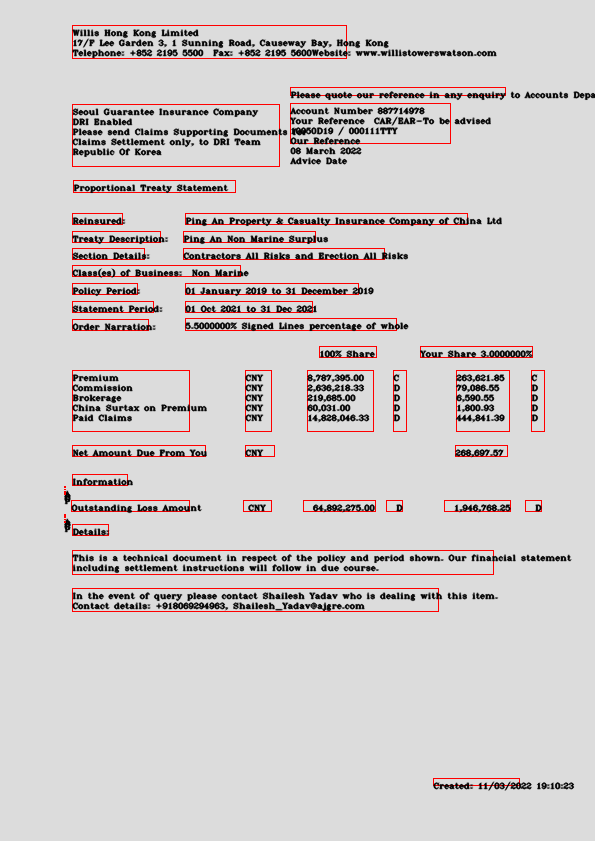 Willis Hong Kong Limited
17/F Lee Garden 3, 1 Sunning Road, Causeway Bay, Hong Kong
Telephone: +852 2195 5500  Fax: +852 2195 5600Website: www.willistowerswatson.com
Please quote our reference in any enquiry to Accounts Depa
Seoul Guarantee Insurance Company
DRI Enabled
Please send Claims Supporting Documents
Claims Settlement only, to DRI Team
Republic Of Korea
Account Number 887714978
Your Reference  CAR/EAR-To be advised
/ 000111TTY
Our Reference
08 March 2022
Advice Date
Proportional Treaty Statement
Reinsured: Ping An Property & Casualty Insurance Company of China Ltd
Treaty Description: Ping An Non Marine Surplus
Section Details: Contractors All Risks and Erection All Risks
Class(es) of Business:  Non Marine
Policy Period: 01 January 2019 to 31 December 2019
Statement Period: 01 Oct 2021 to 31 Dec 2021
Order Narration: 5.5000000% Signed Lines percentage of whole
100% Share Your Share 3.0000000%
Premium CNY 8,787,395.00 C 263,621.85 C
Commission CNY 2,636,218.33 D 79,086.55 D
Brokerage CNY 219,685.00 D 6,590.55 D
China Surtax on Premium CNY 60,031.00 D 1,800.93 D
Paid Claims CNY 14,828,046.33 D 444,841.39 D
Net Amount Due From You CNY 268,697.57
Information
Outstanding Loss Amount CNY 64,892,275.00 D 1,946,768.25 D
Details:
This is a technical document in respect of the policy and period shown. Our financial statement
including settlement instructions will follow in due course.
In the event of query please contact Shailesh Yadav who is dealing with this item.
Contact details: +918069294963, Shailesh_Yadav@ajgre.com
Created: 11/03/2022 19:10:23